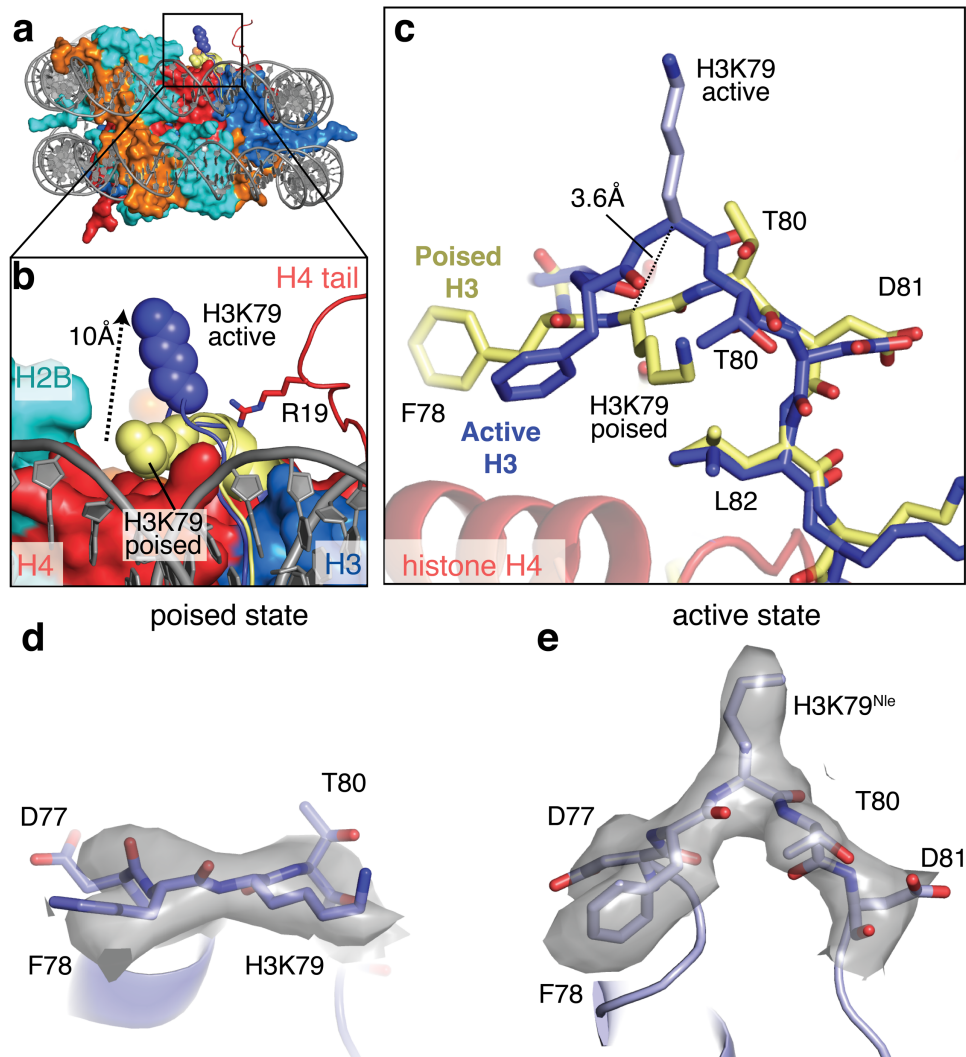 a
b
H4 tail
10Å
H3K79
active
H2B
R19
H3K79
poised
H4
H3
c
H3K79
active
3.6Å
T80
Poised
H3
D81
T80
F78
H3K79
poised
Active
H3
L82
histone H4
poised state
active state
d
T80
D77
F78
H3K79
e
H3K79Nle
D77
T80
D81
F78